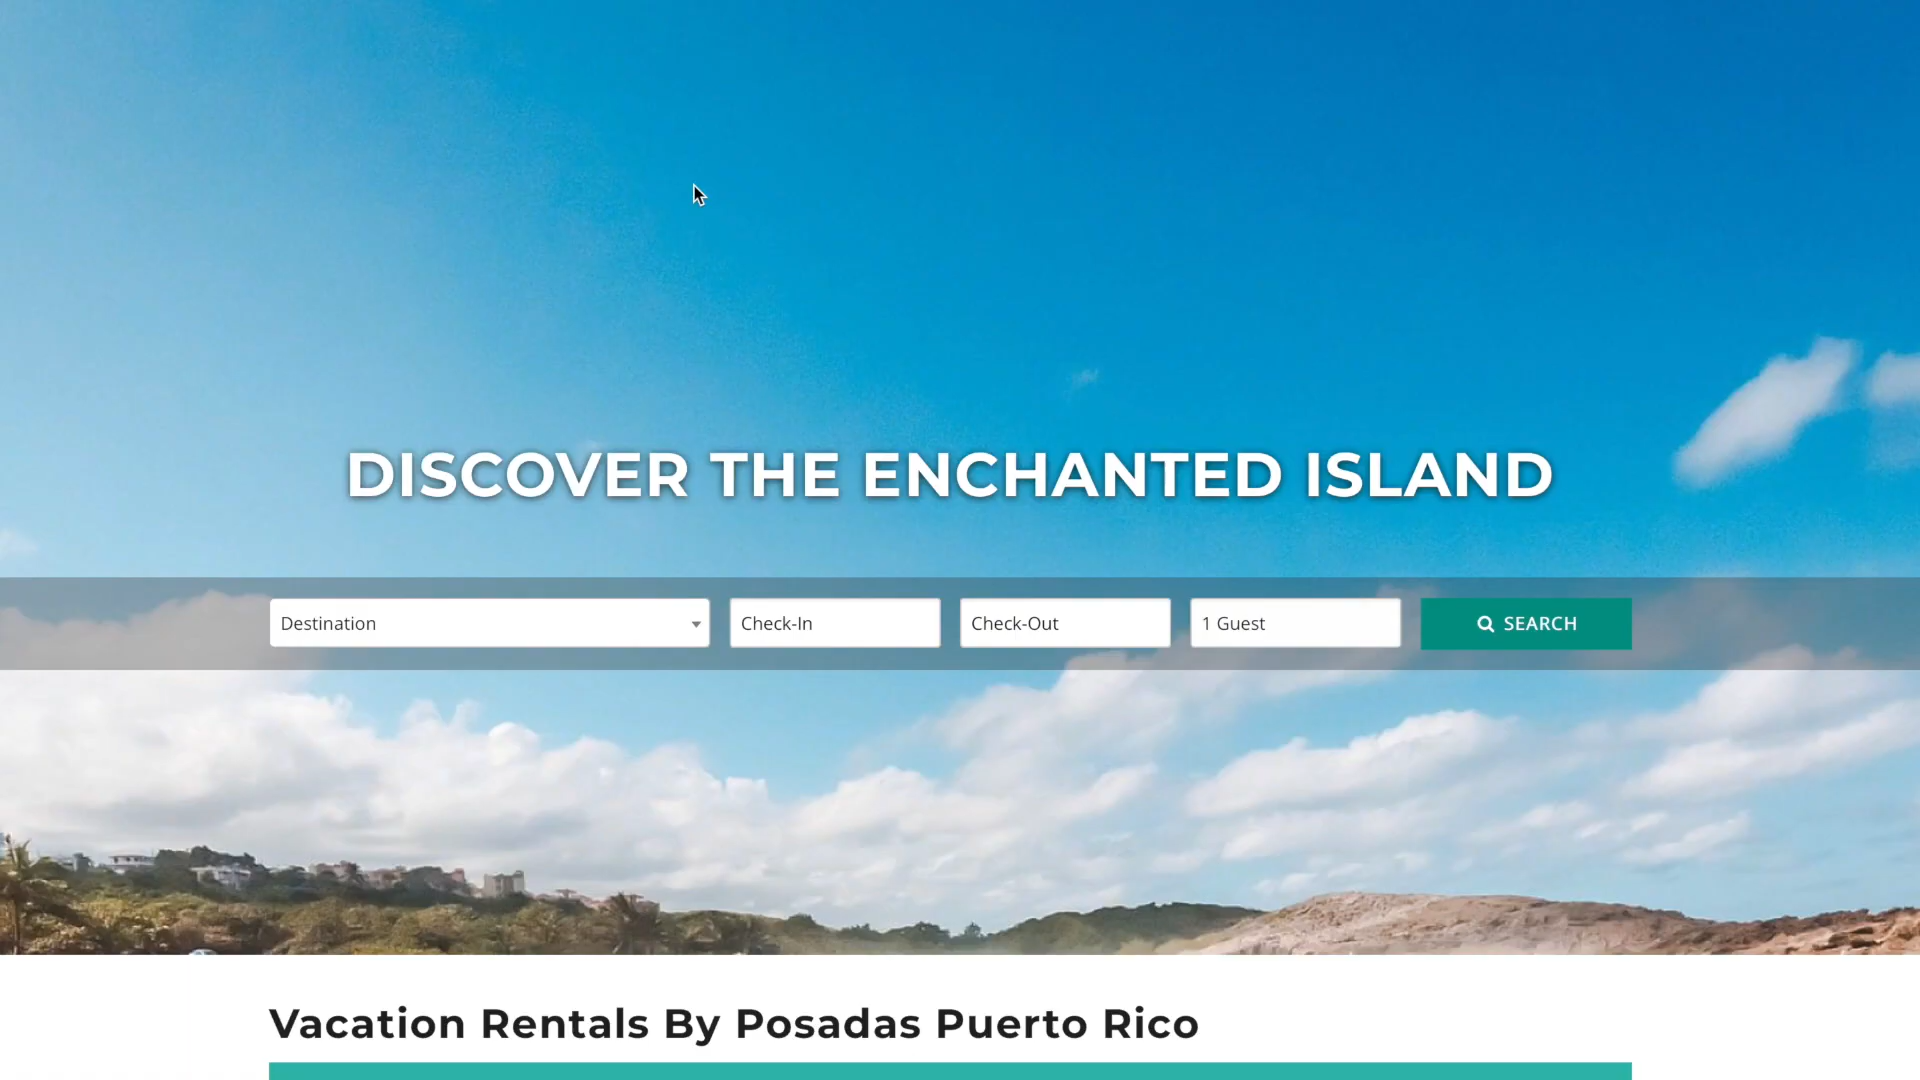 DISCOVER THE ENCHANTED ISLAND
Destination Check-In Check-Out 1 Guest SEARCH
Vacation Rentals By Posadas Puerto Rico